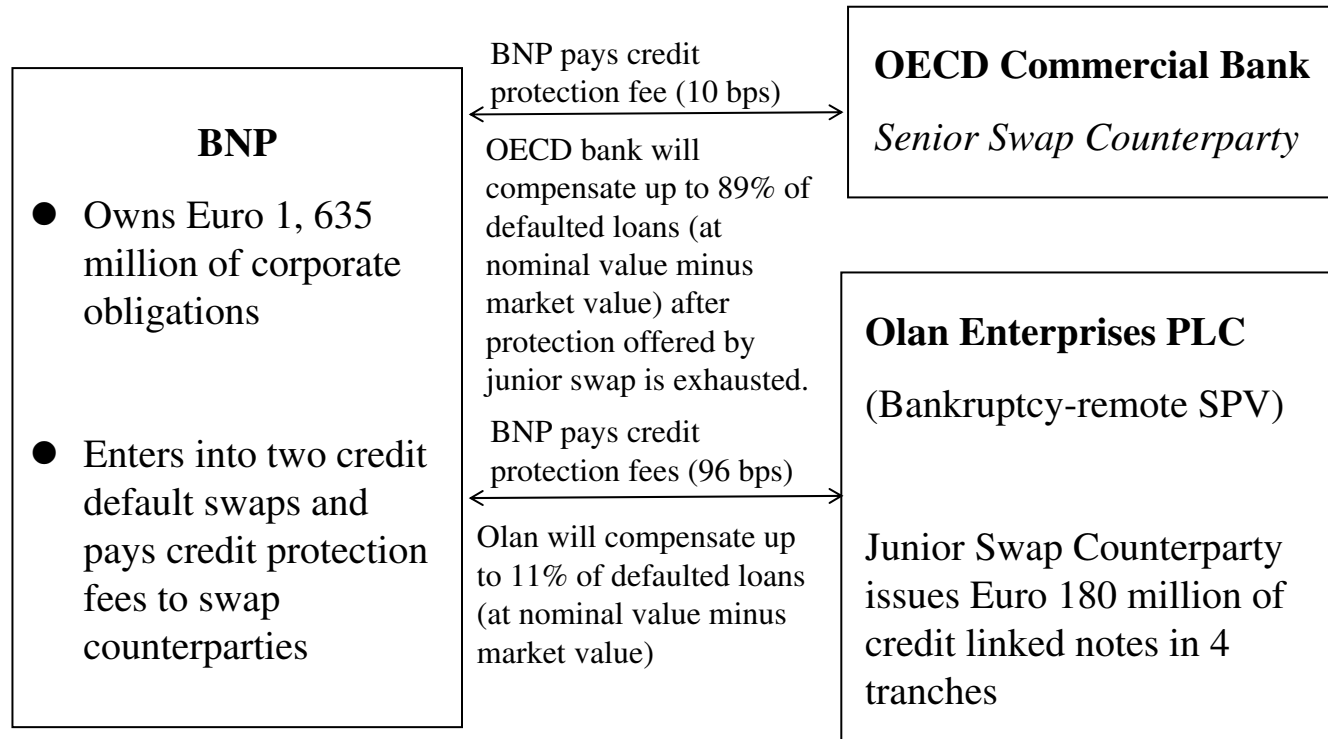 BNP
● Owns Euro 1, 635
million of corporate
obligations
● Enters into two credit
default swaps and
pays credit protection
fees to swap
counterparties
BNP pays credit
protection fee (10 bps)
OECD bank will
compensate up to 89% of
defaulted loans (at
nominal value minus
market value) after
protection offered by
junior swap is exhausted.
BNP pays credit
protection fees (96 bps)
Olan will compensate up
to 11% of defaulted loans
(at nominal value minus
market value)
OECD Commercial Bank
Senior Swap Counterparty
Olan Enterprises PLC
(Bankruptcy-remote SPV)
Junior Swap Counterparty
issues Euro 180 million of
credit linked notes in 4
tranches